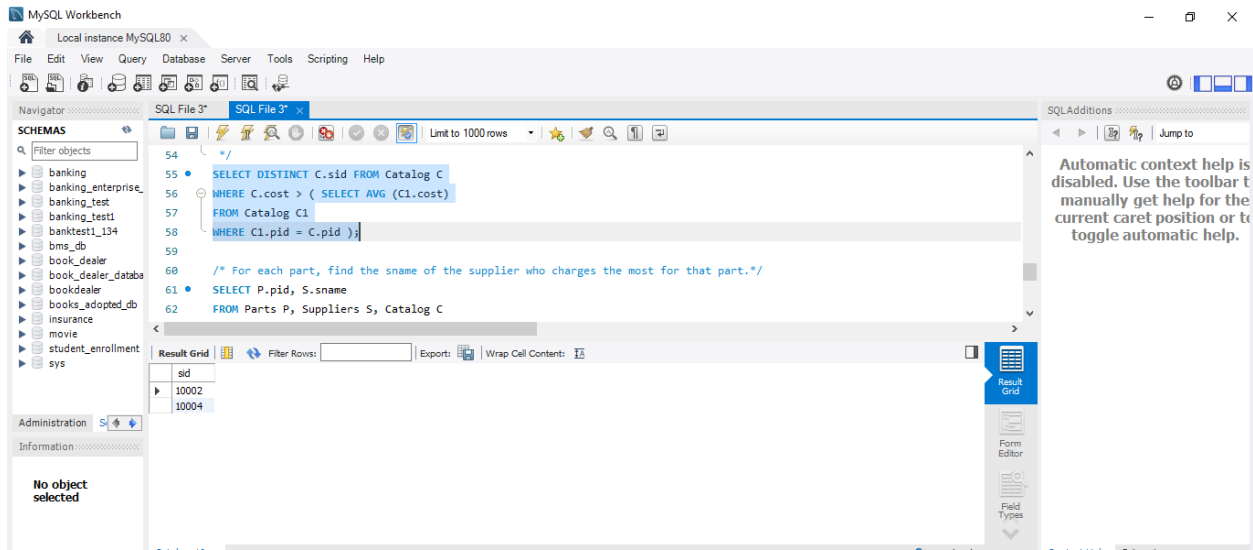 MySQL Workbench
Local instance MySQL80 ×
File Edit View Query Database Server Tools Scripting Help
Navigator
SCHEMAS
Filter objects
banking
banking_enterprise_
banking_test
banking_test1
banktest1_134
bms_db
book_dealer
book_dealer_databa
bookdealer
books_adopted_db
insurance
movie
student_enrollment
sys
Administration S
Information
No object
selected
SQL File 3* SQL File 3* ×
Limit to 1000 rows
54 */
55 SELECT DISTINCT C.sid FROM Catalog C
56 WHERE C.cost > ( SELECT AVG (C1.cost)
57 FROM Catalog C1
58 WHERE C1.pid = C.pid );
59
60 /* For each part, find the sname of the supplier who charges the most for that part.*/
61 SELECT P.pid, S.sname
62 FROM Parts P, Suppliers S, Catalog C
Result Grid Filter Rows: Export: Wrap Cell Content:
sid
10002
10004
Result
Grid
Form
Editor
Field
Types
SQLAdditions
Jump to
Automatic context help is
disabled. Use the toolbar t
manually get help for the
current caret position or to
toggle automatic help.